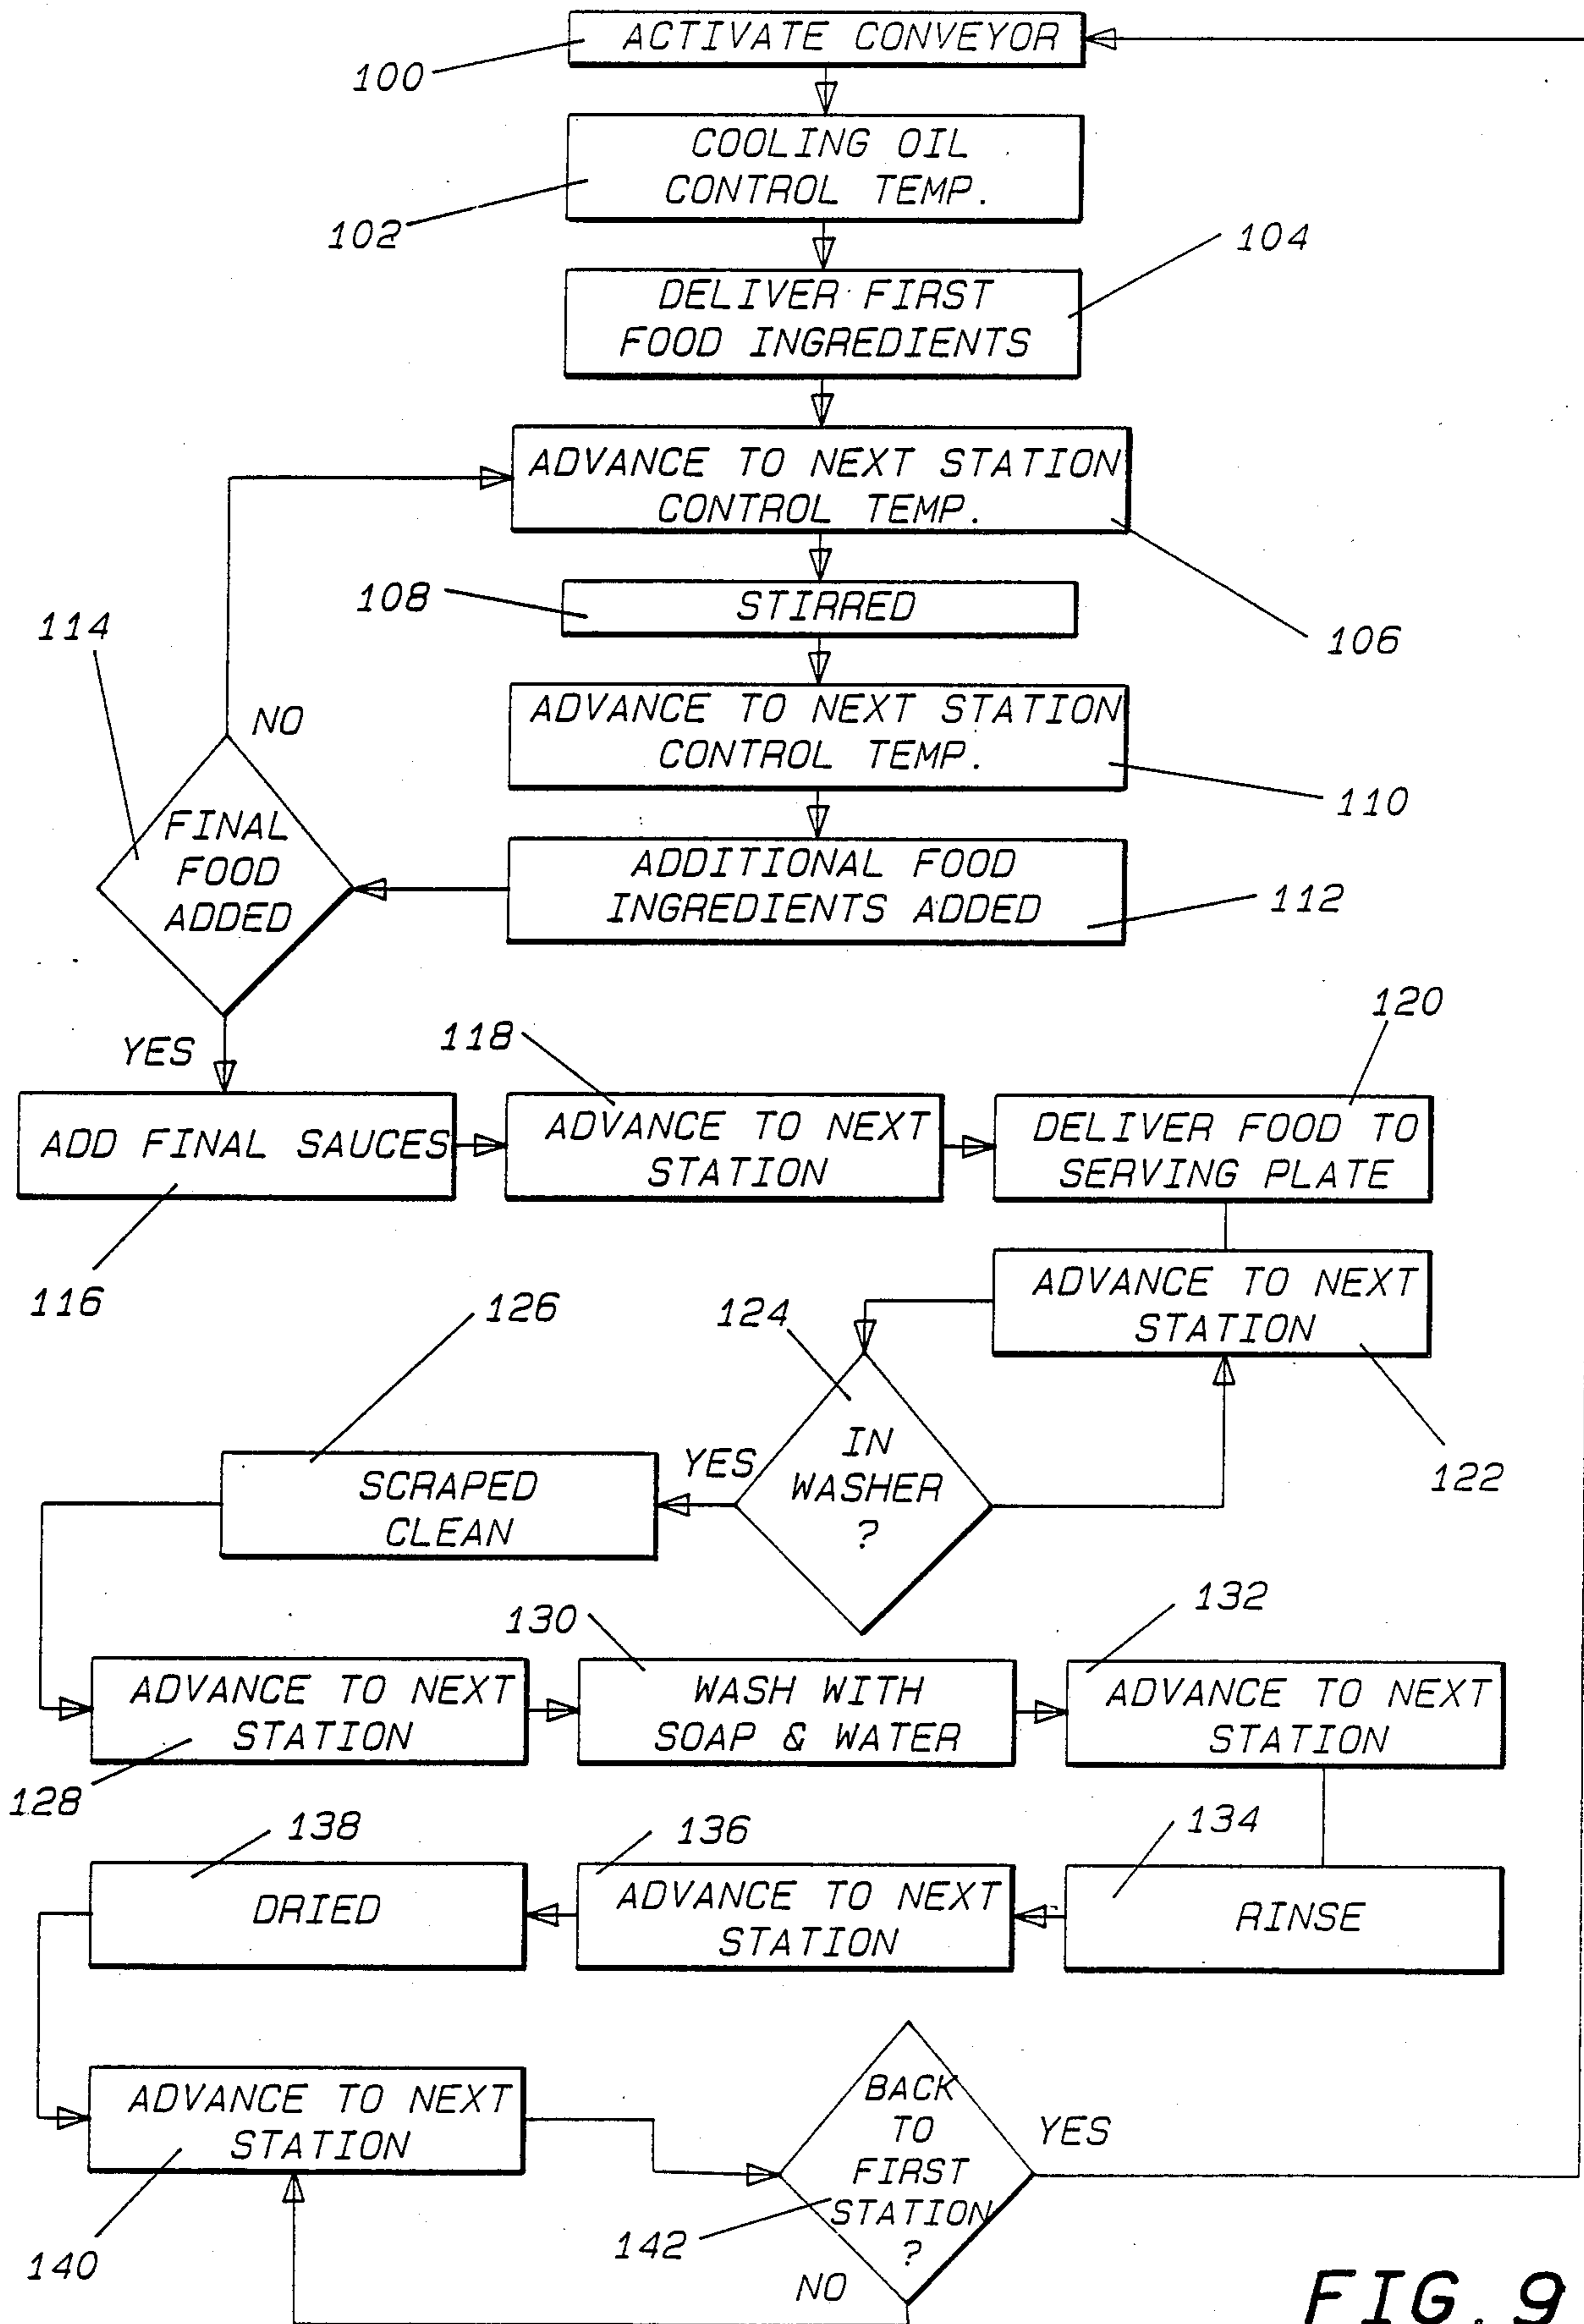 ACTIVATE CONVEYOR
100
COOLING OIL
CONTROL TEMP.
102
104
DELIVER FIRST
FOOD INGREDIENTS
ADVANCE TO NEXT STATION
CONTROL TEMP.
106
108
STIRRED
114
NO
ADVANCE TO NEXT STATION
CONTROL TEMP.
110
FINAL
FOOD
ADDED
ADDITIONAL FOOD
INGREDIENTS ADDED
112
YES
118
120
ADD FINAL SAUCES
ADVANCE TO NEXT
STATION
DELIVER FOOD TO
SERVING PLATE
116
126
124
ADVANCE TO NEXT
STATION
122
SCRAPED
CLEAN
YES
IN
WASHER
?
130
132
ADVANCE TO NEXT
STATION
WASH WITH
SOAP & WATER
ADVANCE TO NEXT
STATION
128
138
136
134
DRIED
ADVANCE TO NEXT
STATION
RINSE
ADVANCE TO NEXT
STATION
BACK
TO
FIRST
STATION
?
YES
140
142
NO
FIG. 9